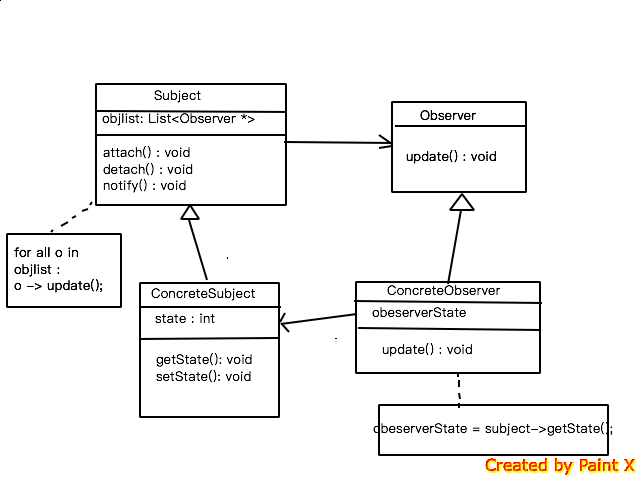 Subject
objlist: List<Observer *>
attach() : void
detach() : void
notify() : void
Observer
update() : void
for all o in
objlist :
o -> update();
ConcreteSubject
state : int
getState(): void
setState(): void
ConcreteObserver
obeserverState
update() : void
obeserverState = subject->getState();
Created by Paint X